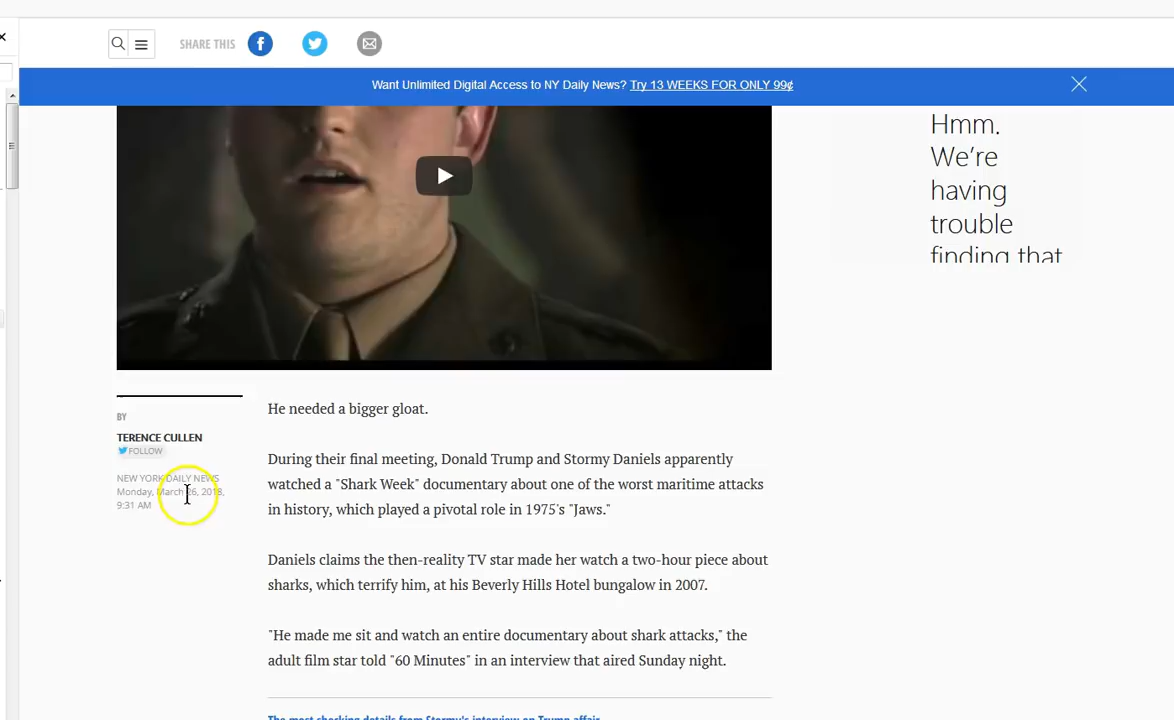 SHARE THIS
Want Unlimited Digital Access to NY Daily News? Try 13 WEEKS FOR ONLY 99¢
Hmm.
We're
having
trouble
finding that
BY
TERENCE CULLEN
FOLLOW
NEW YORK DAILY NEWS
Monday, March 26, 2018,
9:31 AM
He needed a bigger gloat.
During their final meeting, Donald Trump and Stormy Daniels apparently
watched a "Shark Week" documentary about one of the worst maritime attacks
in history, which played a pivotal role in 1975's "Jaws."
Daniels claims the then-reality TV star made her watch a two-hour piece about
sharks, which terrify him, at his Beverly Hills Hotel bungalow in 2007.
"He made me sit and watch an entire documentary about shark attacks," the
adult film star told "60 Minutes" in an interview that aired Sunday night.
The most shocking details from Stormy's interview on Trump affair